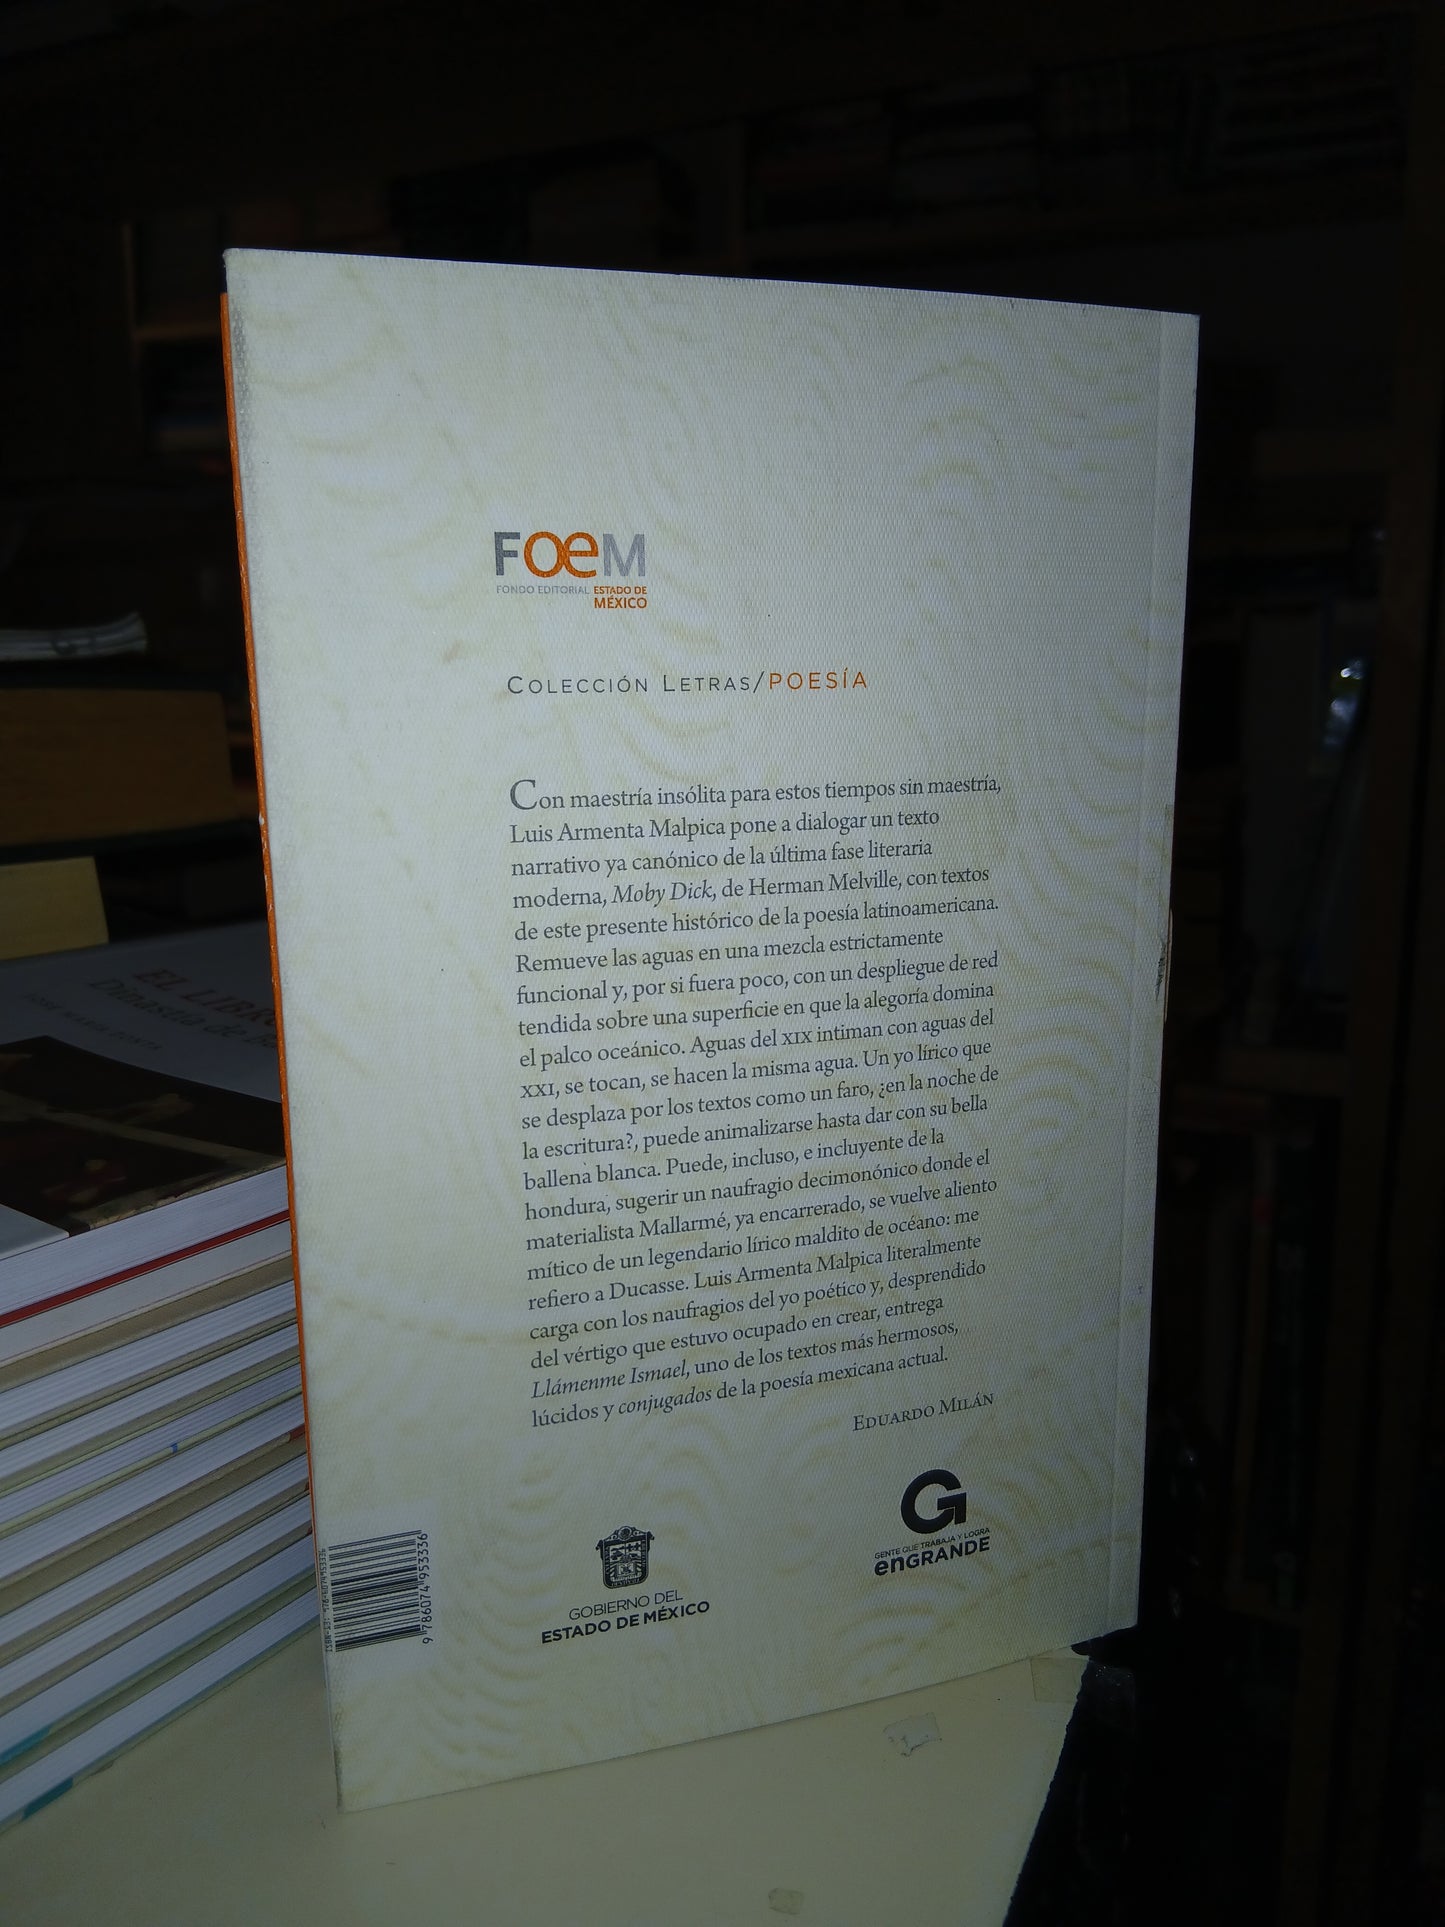 FOEM
FONDO EDITORIAL ESTADO DE
MÉXICO
COLECCIÓN LETRAS/POESÍA
Con maestría insólita para estos tiempos sin maestría,
Luis Armenta Malpica pone a dialogar un texto
narrativo ya canónico de la última fase literaria
moderna, Moby Dick, de Herman Melville, con textos
de este presente histórico de la poesía latinoamericana.
Remueve las aguas en una mezcla estrictamente
funcional y, por si fuera poco, con un despliegue de red
tendida sobre una superficie en que la alegoría domina
el palco oceánico. Aguas del XIX intiman con aguas del
XXI, se tocan, se hacen la misma agua. Un yo lírico que
se desplaza por los textos como un faro, ¿en la noche de
la escritura?, puede animalizarse hasta dar con su bella
ballena blanca. Puede, incluso, e incluyente de la
hondura, sugerir un naufragio decimonónico donde el
materialista Mallarmé, ya encarrerado, se vuelve aliento
mítico de un legendario lírico maldito de océano: me
refiero a Ducasse. Luis Armenta Malpica literalmente
carga con los naufragios del yo poético y, desprendido
del vértigo que estuvo ocupado en crear, entrega
Llámenme Ismael, uno de los textos más hermosos,
lúcidos y conjugados de la poesía mexicana actual.
EDUARDO MILÁN
GOBIERNO DEL
ESTADO DE MÉXICO
GENTE QUE TRABAJA Y LOGRA
enGRANDE
9 786074 953336
EL LIBRO
Dinastía de
JOSÉ MARÍA